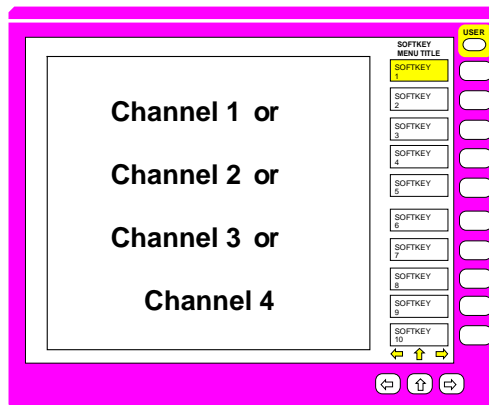 USER
SOFTKEY
MENU TITLE
SOFTKEY
1
SOFTKEY
2
SOFTKEY
3
SOFTKEY
4
SOFTKEY
5
SOFTKEY
6
SOFTKEY
7
SOFTKEY
8
SOFTKEY
9
SOFTKEY
10
Channel 1 or
Channel 2 or
Channel 3 or
Channel 4